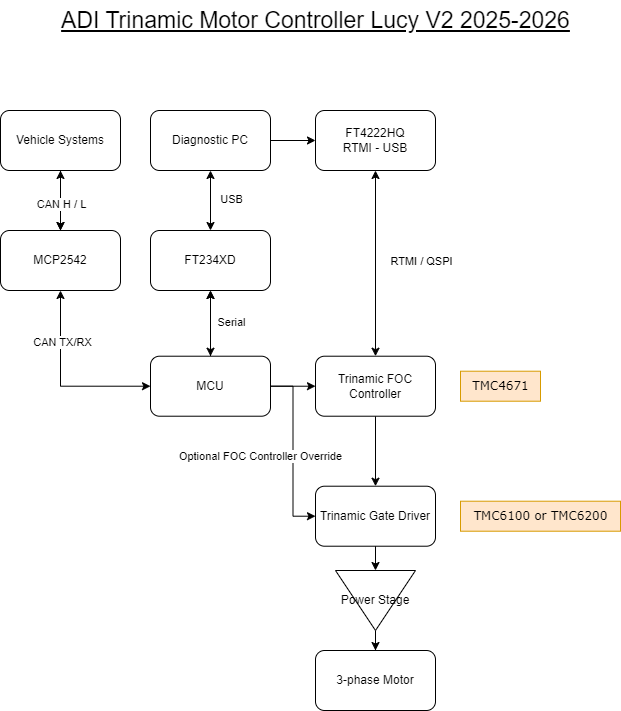 ADI Trinamic Motor Controller Lucy V2 2025-2026
Vehicle Systems
Diagnostic PC
FT4222HQ
RTMI - USB
CAN H / L
USB
MCP2542
FT234XD
RTMI / QSPI
Serial
CAN TX/RX
MCU
Trinamic FOC
Controller
TMC4671
Optional FOC Controller Override
Trinamic Gate Driver
TMC6100 or TMC6200
Power Stage
3-phase Motor